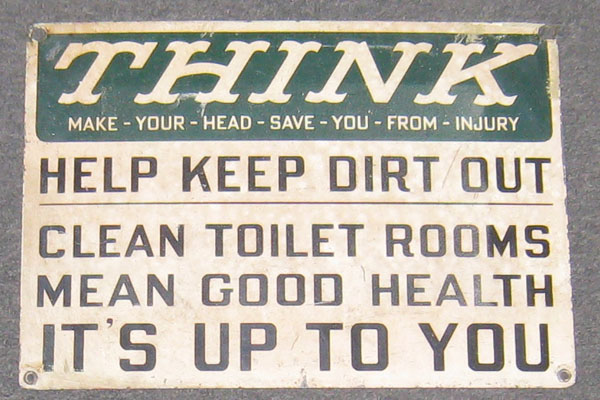 THINK
MAKE - YOUR - HEAD - SAVE - YOU - FROM - INJURY
HELP KEEP DIRT OUT
CLEAN TOILET ROOMS
MEAN GOOD HEALTH
IT'S UP TO YOU